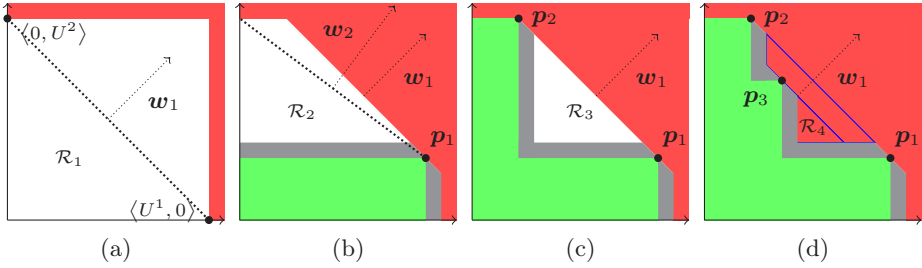 ⟨0, U²⟩
w₁
R₁
⟨U¹, 0⟩
(a)
w₂
w₁
R₂
p₁
(b)
p₂
w₁
R₃
p₁
(c)
p₂
w₁
p₃
R₄
p₁
(d)